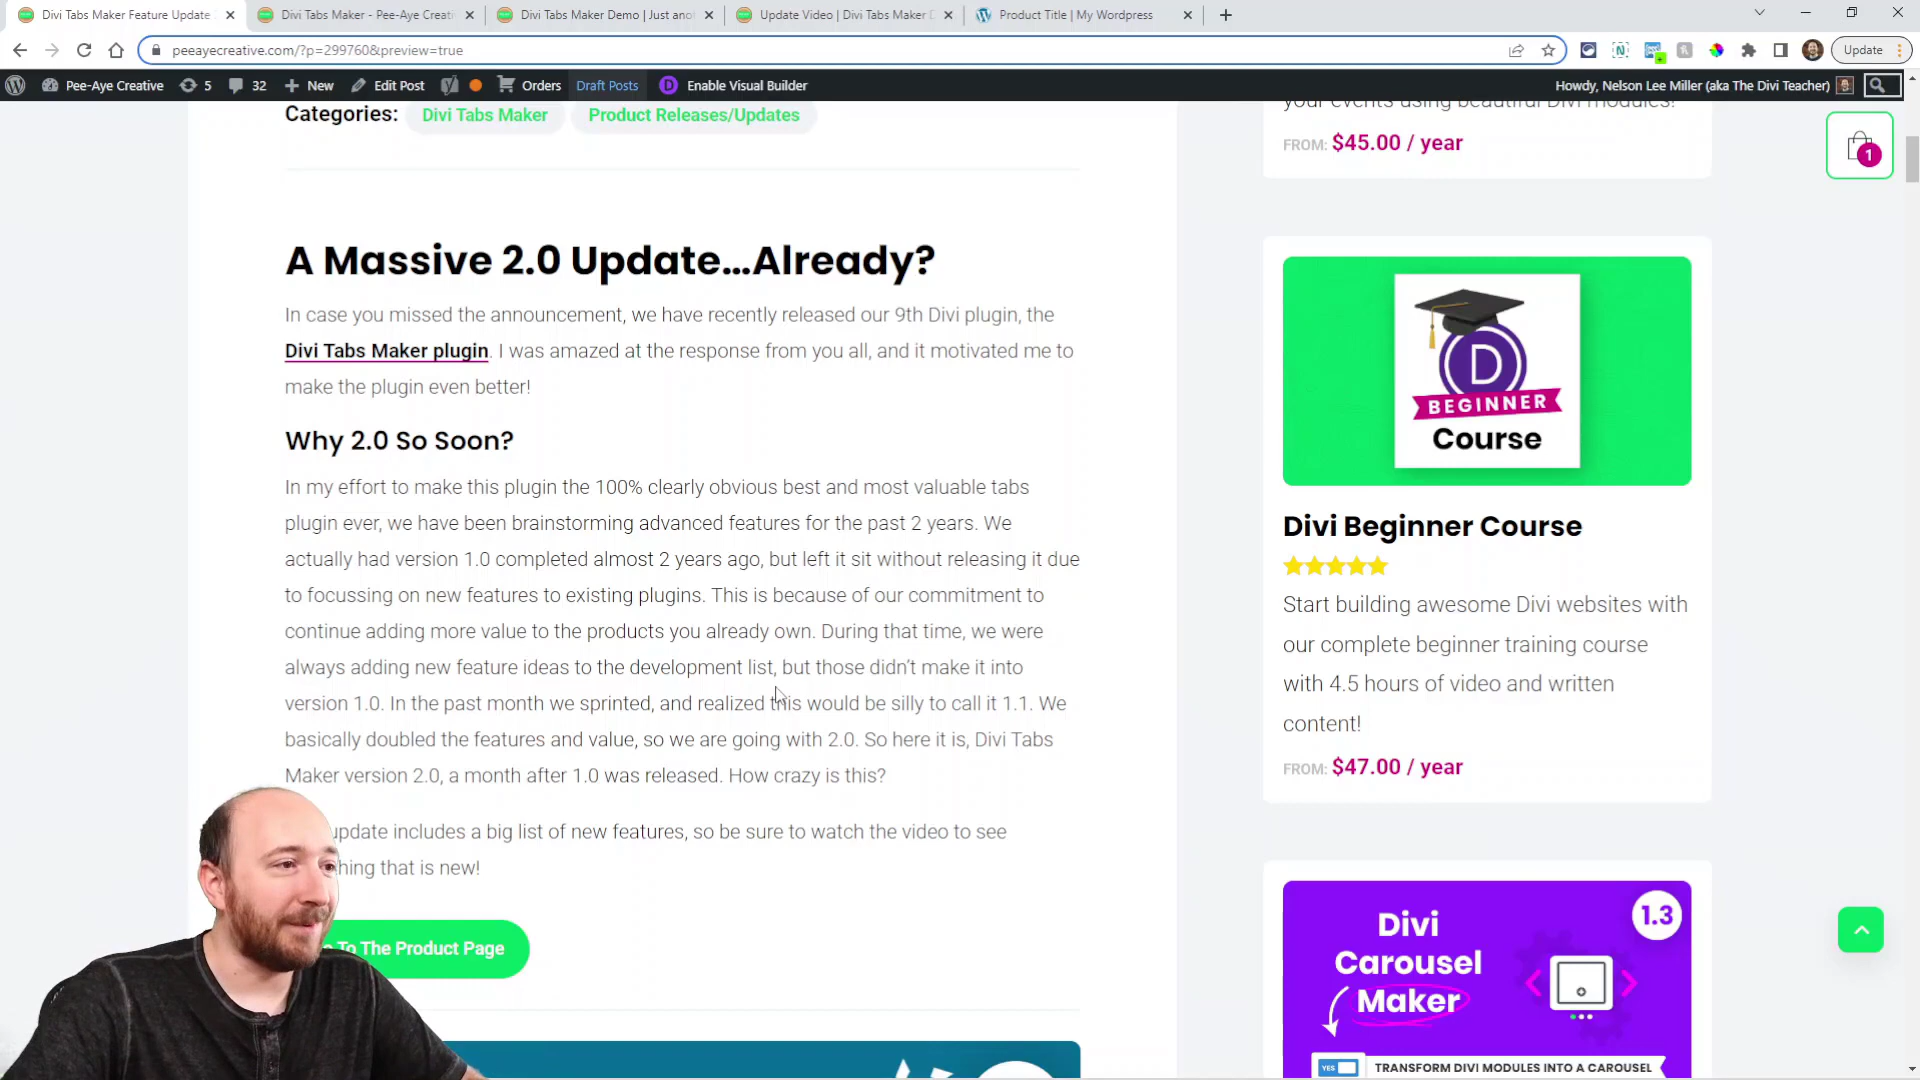 Divi Tabs Maker Feature Update
Divi Tabs Maker - Pee-Aye Creati
Divi Tabs Maker Demo | Just ano
Update Video | Divi Tabs Maker D
Product Title | My Wordpress
peeayecreative.com/?p=299760&preview=true
Update
Pee-Aye Creative
5
32
New
Edit Post
Orders
Draft Posts
Enable Visual Builder
Howdy, Nelson Lee Miller (aka The Divi Teacher)
Categories:
Divi Tabs Maker
Product Releases/Updates
A Massive 2.0 Update...Already?
In case you missed the announcement, we have recently released our 9th Divi plugin, the
Divi Tabs Maker plugin. I was amazed at the response from you all, and it motivated me to
make the plugin even better!
Why 2.0 So Soon?
In my effort to make this plugin the 100% clearly obvious best and most valuable tabs
plugin ever, we have been brainstorming advanced features for the past 2 years. We
actually had version 1.0 completed almost 2 years ago, but left it sit without releasing it due
to focussing on new features to existing plugins. This is because of our commitment to
continue adding more value to the products you already own. During that time, we were
always adding new feature ideas to the development list, but those didn't make it into
version 1.0. In the past month we sprinted, and realized this would be silly to call it 1.1. We
basically doubled the features and value, so we are going with 2.0. So here it is, Divi Tabs
Maker version 2.0, a month after 1.0 was released. How crazy is this?
update includes a big list of new features, so be sure to watch the video to see
hing that is new!
To The Product Page
your events using beautiful Divi modules!
FROM: $45.00 / year
1
D
BEGINNER
Course
Divi Beginner Course
Start building awesome Divi websites with
our complete beginner training course
with 4.5 hours of video and written
content!
FROM: $47.00 / year
1.3
Divi
Carousel
Maker
YES
TRANSFORM DIVI MODULES INTO A CAROUSEL